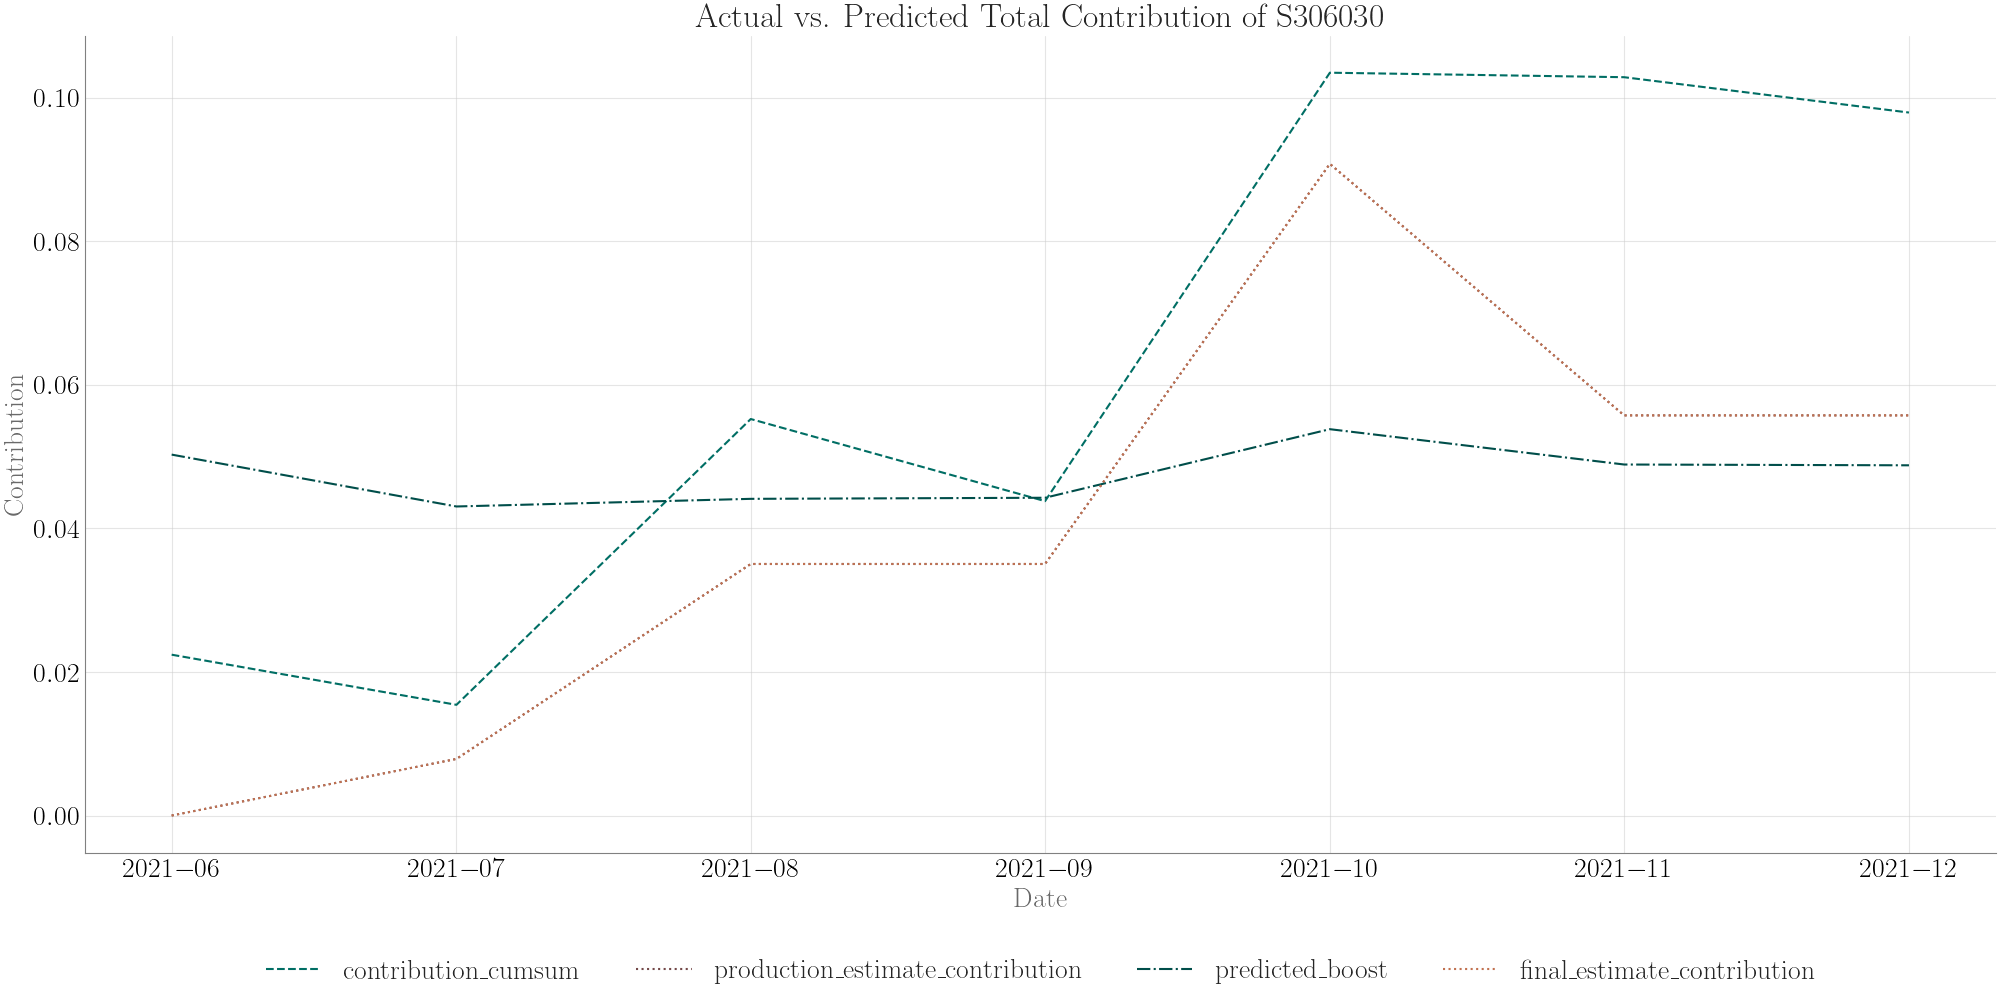 Actual vs. Predicted Total Contribution of S306030
0.10
0.08
0.06
0.04
0.02
0.00
Contribution
2021−06 2021−07 2021−08 2021−09 2021−10 2021−11 2021−12
Date
contribution_cumsum production_estimate_contribution predicted_boost final_estimate_contribution